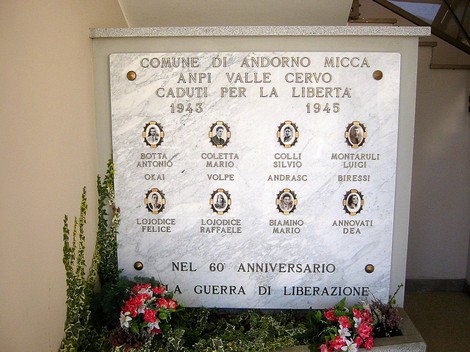 COMUNE DI ANDORNO MICCA
ANPI VALLE CERVO
CADUTI PER LA LIBERTÀ
1943 1945
BOTTA ANTONIO
COLETTA MARIO
COLLI SILVIO
MONTARULI LUIGI
OKAI VOLPE ANDRASC BIRESSI
LOJODICE FELICE
LOJODICE RAFFAELE
BIAMINO MARIO
ANNOVATI DEA
NEL 60° ANNIVERSARIO
LA GUERRA DI LIBERAZIONE